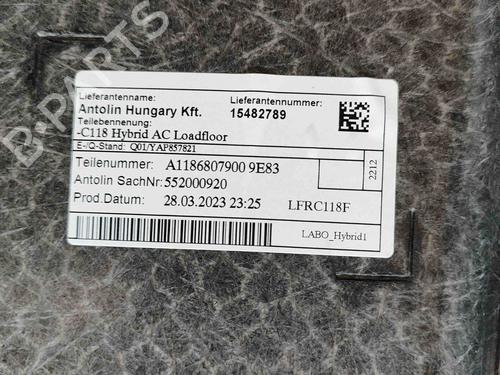 B-PARTS
Lieferantenname: Lieferantennummer:
Antolin Hungary Kft. 15482789
Teilebennenung:
-C118 Hybrid AC Loadfloor
E-/Q-Stand: Q01/YAP857821
Teilenummer: A1186807900 9E83
Antolin SachNr: 552000920
Prod.Datum: 28.03.2023 23:25 LFRC118F
2212
LABO_Hybrid1